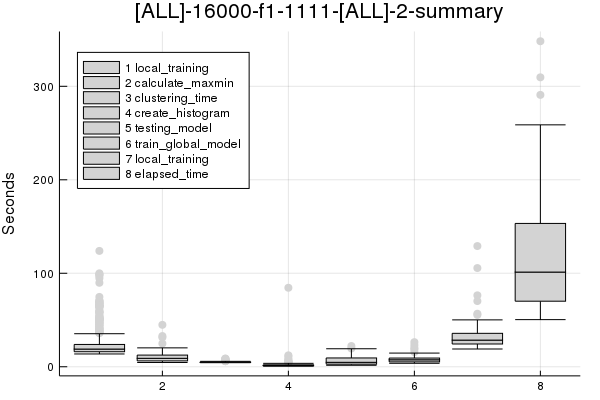 [ALL]-16000-f1-1111-[ALL]-2-summary
Seconds
300
200
100
0
1 local_training
2 calculate_maxmin
3 clustering_time
4 create_histogram
5 testing_model
6 train_global_model
7 local_training
8 elapsed_time
2
4
6
8